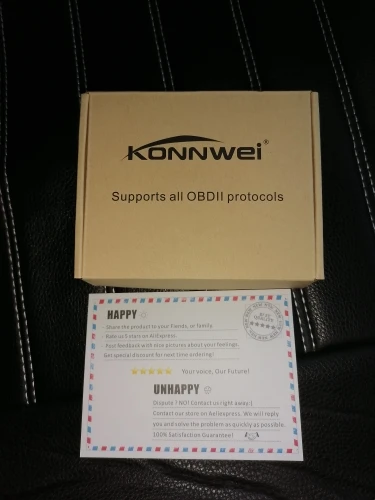 KONNWEI®
Supports all OBDII protocols
HAPPY
- Share the product to your friends, or family.
- Rate us 5 stars on AliExpress.
- Post feedback with nice pictures about your feelings.
Get special discount for next time ordering!
Your voice, Our Future!
UNHAPPY
Dispute ? NO! Contact us right away:)
Contact our store on Aeliexpress. We will reply
you and solve the problem as quickly as possible.
100% Satisfaction Guarantee!